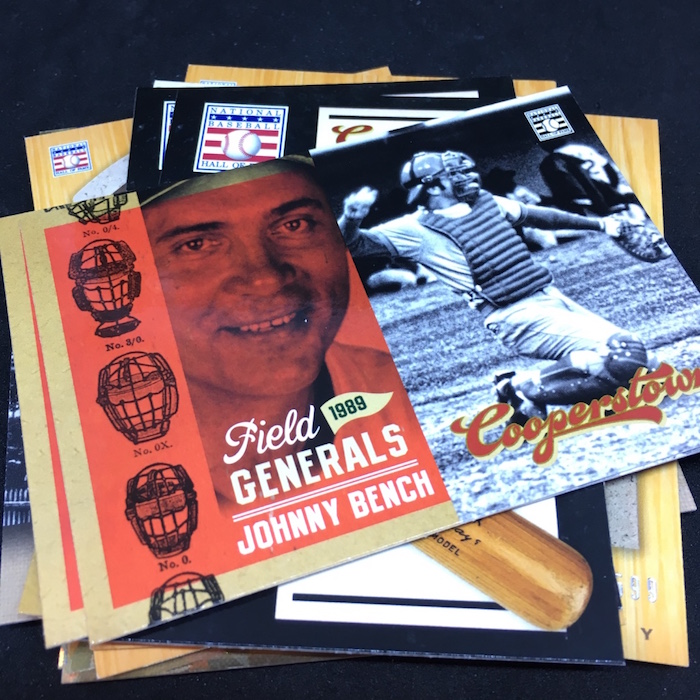 NATIONAL
BASEBALL
HALL OF
No. 0/4.
No. 3/0.
No. 0X.
No. 0.
Field
1989
GENERALS
JOHNNY BENCH
Cooperstown
MODEL
Y